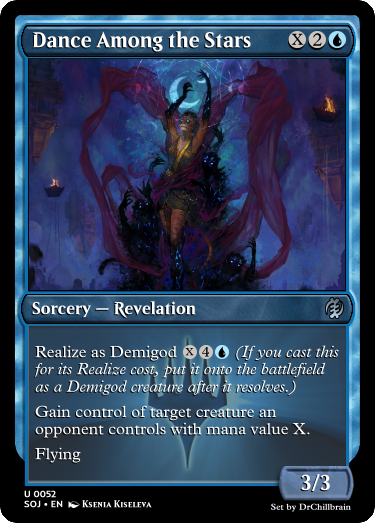 Dance Among the Stars X 2
Sorcery — Revelation
Realize as Demigod X 4 (If you cast this
for its Realize cost, put it onto the battlefield
as a Demigod creature after it resolves.)
Gain control of target creature an
opponent controls with mana value X.
Flying
3/3
U 0052
SOJ • EN Ksenia Kiseleva
Set by DrChillbrain